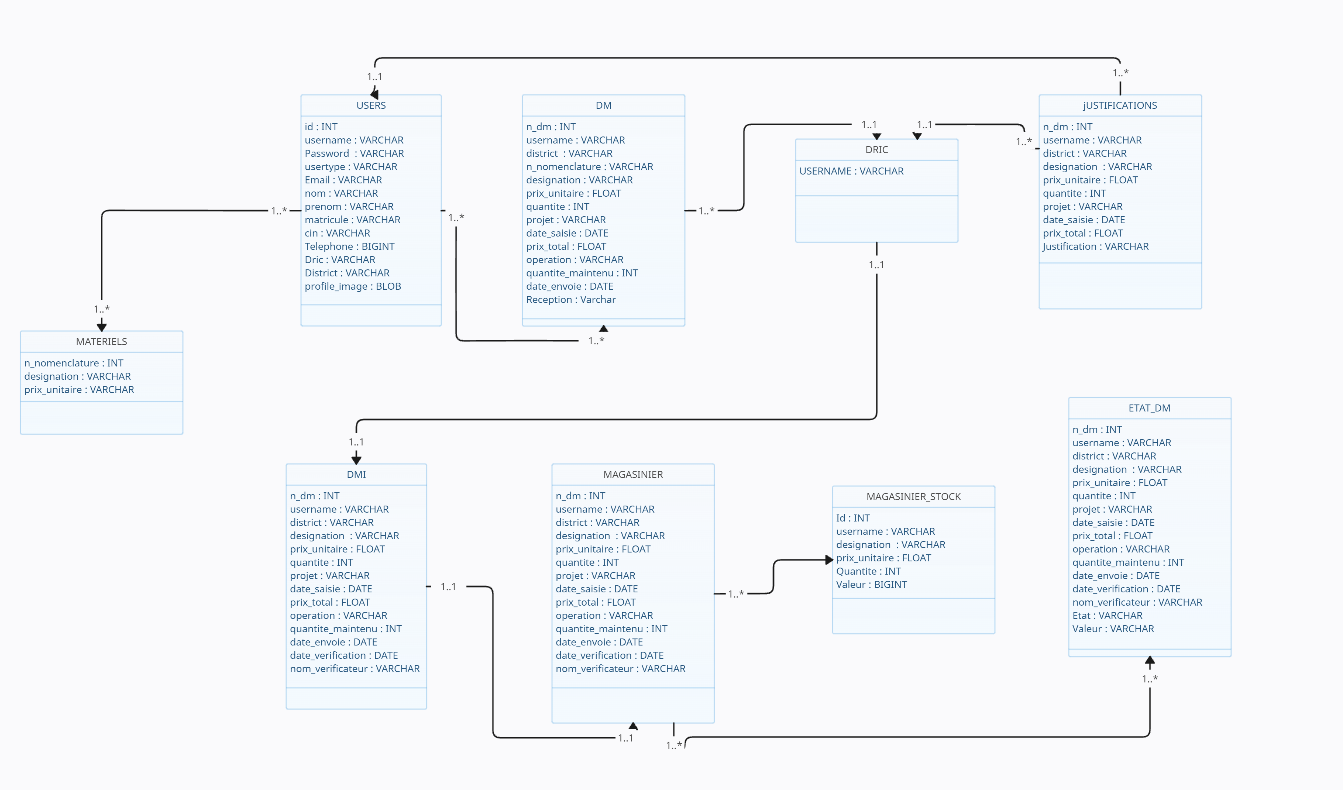 1..1
1..*
USERS
id : INT
username : VARCHAR
Password  : VARCHAR
usertype : VARCHAR
Email : VARCHAR
nom : VARCHAR
prenom : VARCHAR
matricule : VARCHAR
cin : VARCHAR
Telephone : BIGINT
Dric : VARCHAR
District : VARCHAR
profile_image : BLOB
1..*
1..*
DM
n_dm : INT
username : VARCHAR
district  : VARCHAR
n_nomenclature : VARCHAR
designation : VARCHAR
prix_unitaire : FLOAT
quantite : INT
projet : VARCHAR
date_saisie : DATE
prix_total : FLOAT
operation : VARCHAR
quantite_maintenu : INT
date_envoie : DATE
Reception : Varchar
1..*
1..*
1..1
1..1
DRIC
USERNAME : VARCHAR
1..1
1..*
jUSTIFICATIONS
n_dm : INT
username : VARCHAR
district : VARCHAR
designation  : VARCHAR
prix_unitaire : FLOAT
quantite : INT
projet : VARCHAR
date_saisie : DATE
prix_total : FLOAT
Justification : VARCHAR
1..*
MATERIELS
n_nomenclature : INT
designation : VARCHAR
prix_unitaire : VARCHAR
1..1
DMI
n_dm : INT
username : VARCHAR
district : VARCHAR
designation  : VARCHAR
prix_unitaire : FLOAT
quantite : INT
projet : VARCHAR
date_saisie : DATE
prix_total : FLOAT
operation : VARCHAR
quantite_maintenu : INT
date_envoie : DATE
date_verification : DATE
nom_verificateur : VARCHAR
1..1
MAGASINIER
n_dm : INT
username : VARCHAR
district : VARCHAR
designation  : VARCHAR
prix_unitaire : FLOAT
quantite : INT
projet : VARCHAR
date_saisie : DATE
prix_total : FLOAT
operation : VARCHAR
quantite_maintenu : INT
date_envoie : DATE
date_verification : DATE
nom_verificateur : VARCHAR
1..*
1..1
1..*
MAGASINIER_STOCK
Id : INT
username : VARCHAR
designation  : VARCHAR
prix_unitaire : FLOAT
Quantite : INT
Valeur : BIGINT
ETAT_DM
n_dm : INT
username : VARCHAR
district : VARCHAR
designation  : VARCHAR
prix_unitaire : FLOAT
quantite : INT
projet : VARCHAR
date_saisie : DATE
prix_total : FLOAT
operation : VARCHAR
quantite_maintenu : INT
date_envoie : DATE
date_verification : DATE
nom_verificateur : VARCHAR
Etat : VARCHAR
Valeur : VARCHAR
1..*